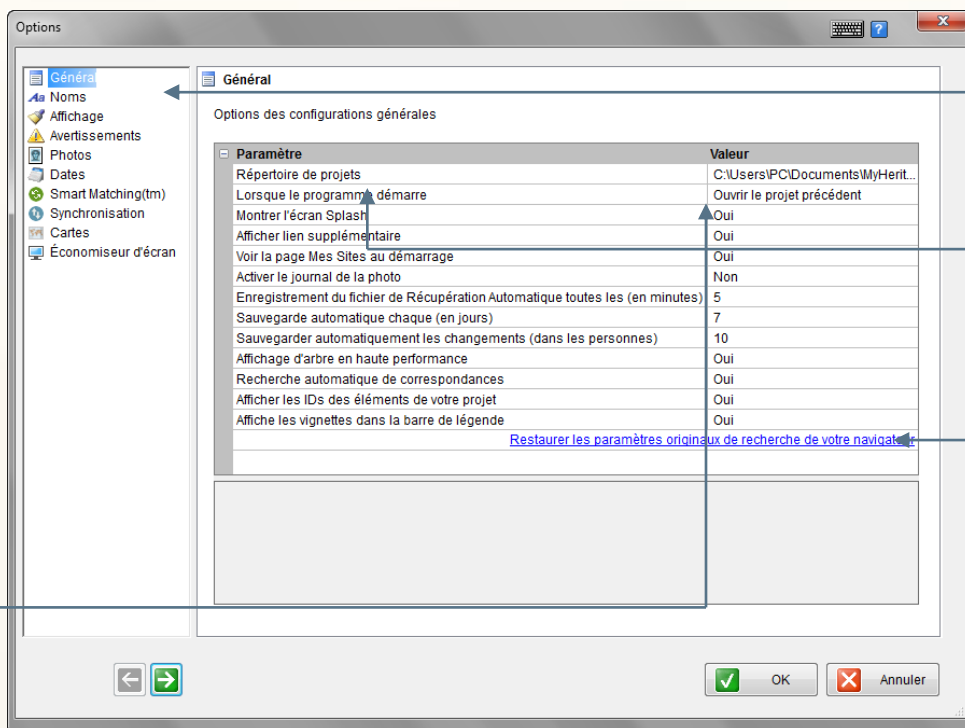 Options
Général
Noms
Affichage
Avertissements
Photos
Dates
Smart Matching(tm)
Synchronisation
Cartes
Économiseur d'écran
Général
Options des configurations générales
Paramètre Valeur
Répertoire de projets C:\Users\PC\Documents\MyHerit...
Lorsque le programme démarre Ouvrir le projet précédent
Montrer l'écran Splash Oui
Afficher lien supplémentaire Oui
Voir la page Mes Sites au démarrage Oui
Activer le journal de la photo Non
Enregistrement du fichier de Récupération Automatique toutes les (en minutes) 5
Sauvegarde automatique chaque (en jours) 7
Sauvegarder automatiquement les changements (dans les personnes) 10
Affichage d'arbre en haute performance Oui
Recherche automatique de correspondances Oui
Afficher les IDs des éléments de votre projet Oui
Affiche les vignettes dans la barre de légende Oui
Restaurer les paramètres originaux de recherche de votre navigateur
OK Annuler